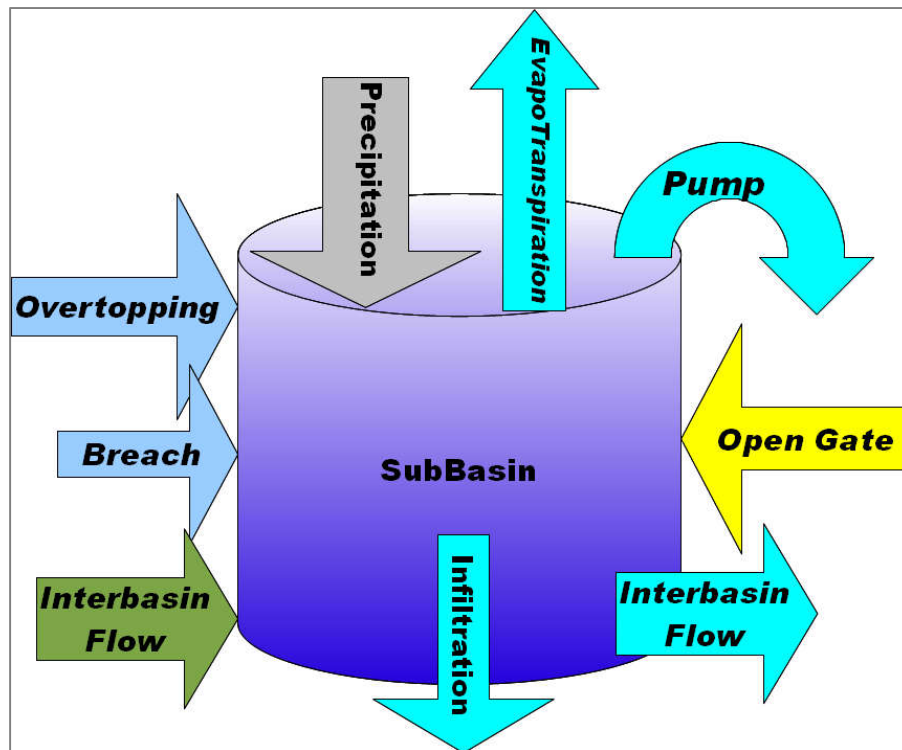 Precipitation
EvapoTranspiration
Pump
Overtopping
Breach
SubBasin
Open Gate
Interbasin
Flow
Infiltration
Interbasin
Flow